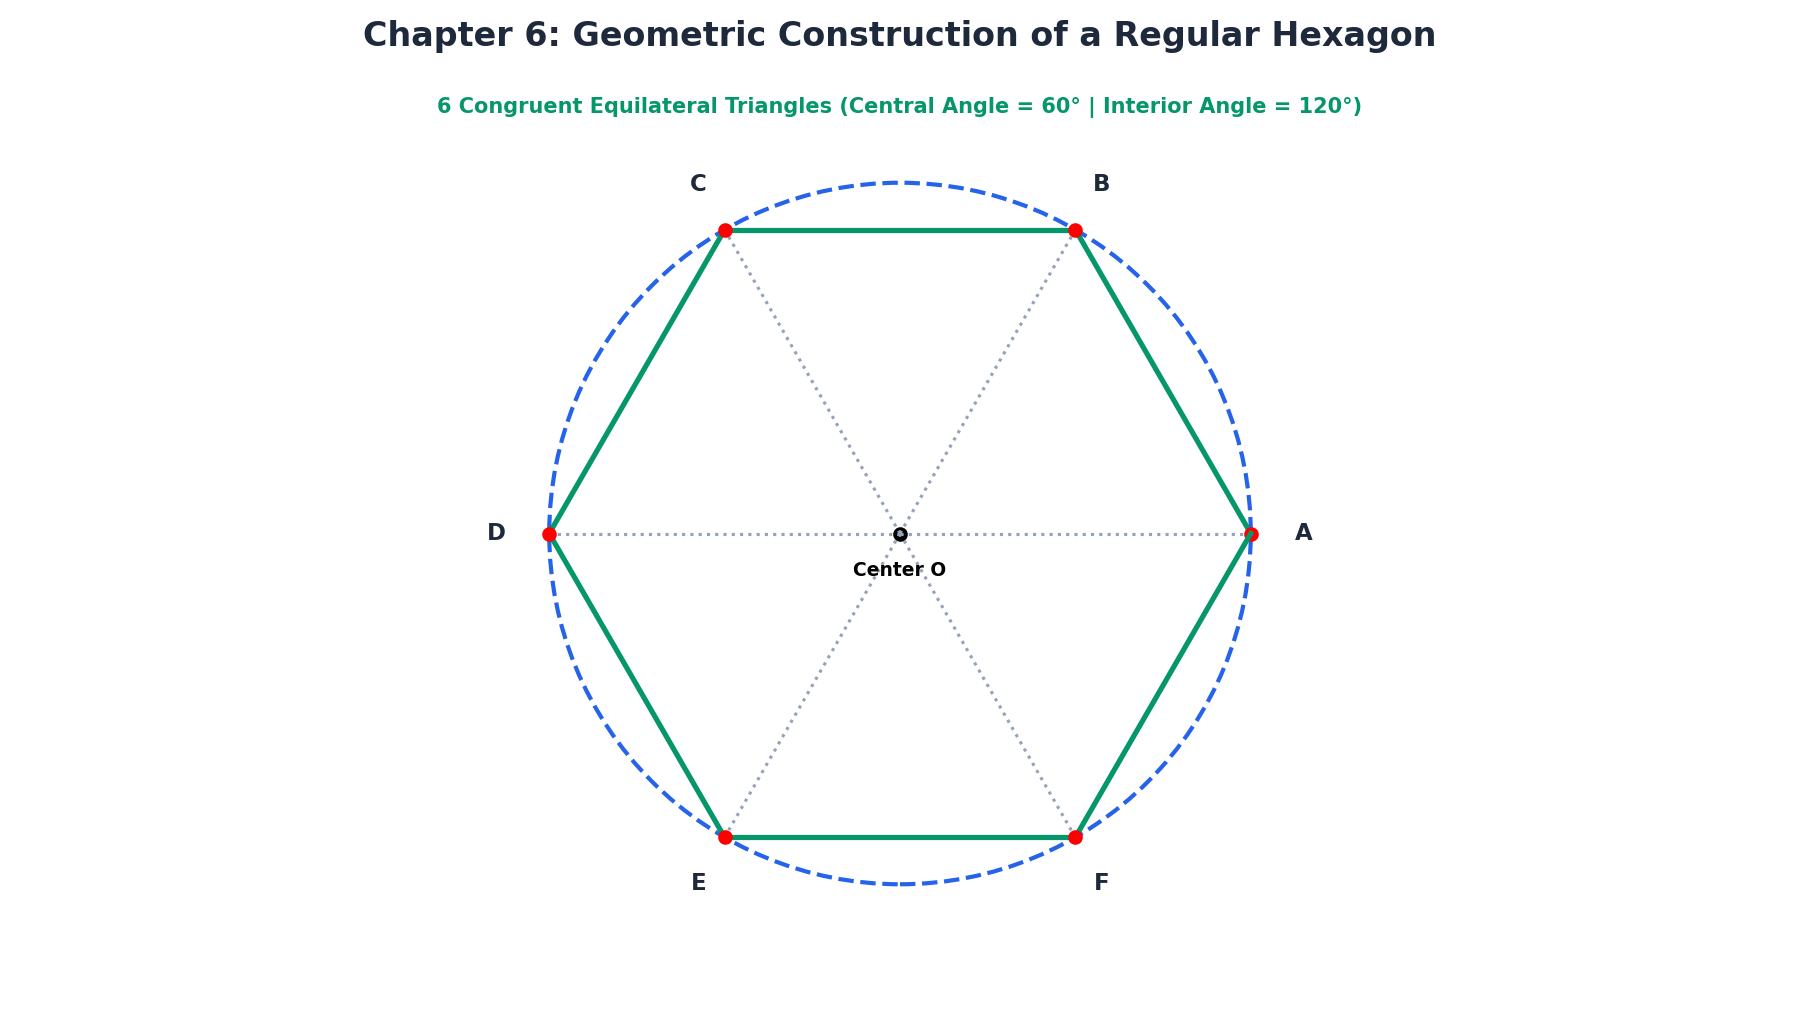 Chapter 6: Geometric Construction of a Regular Hexagon
6 Congruent Equilateral Triangles (Central Angle = 60° | Interior Angle = 120°)
C
B
D
A
Center O
E
F